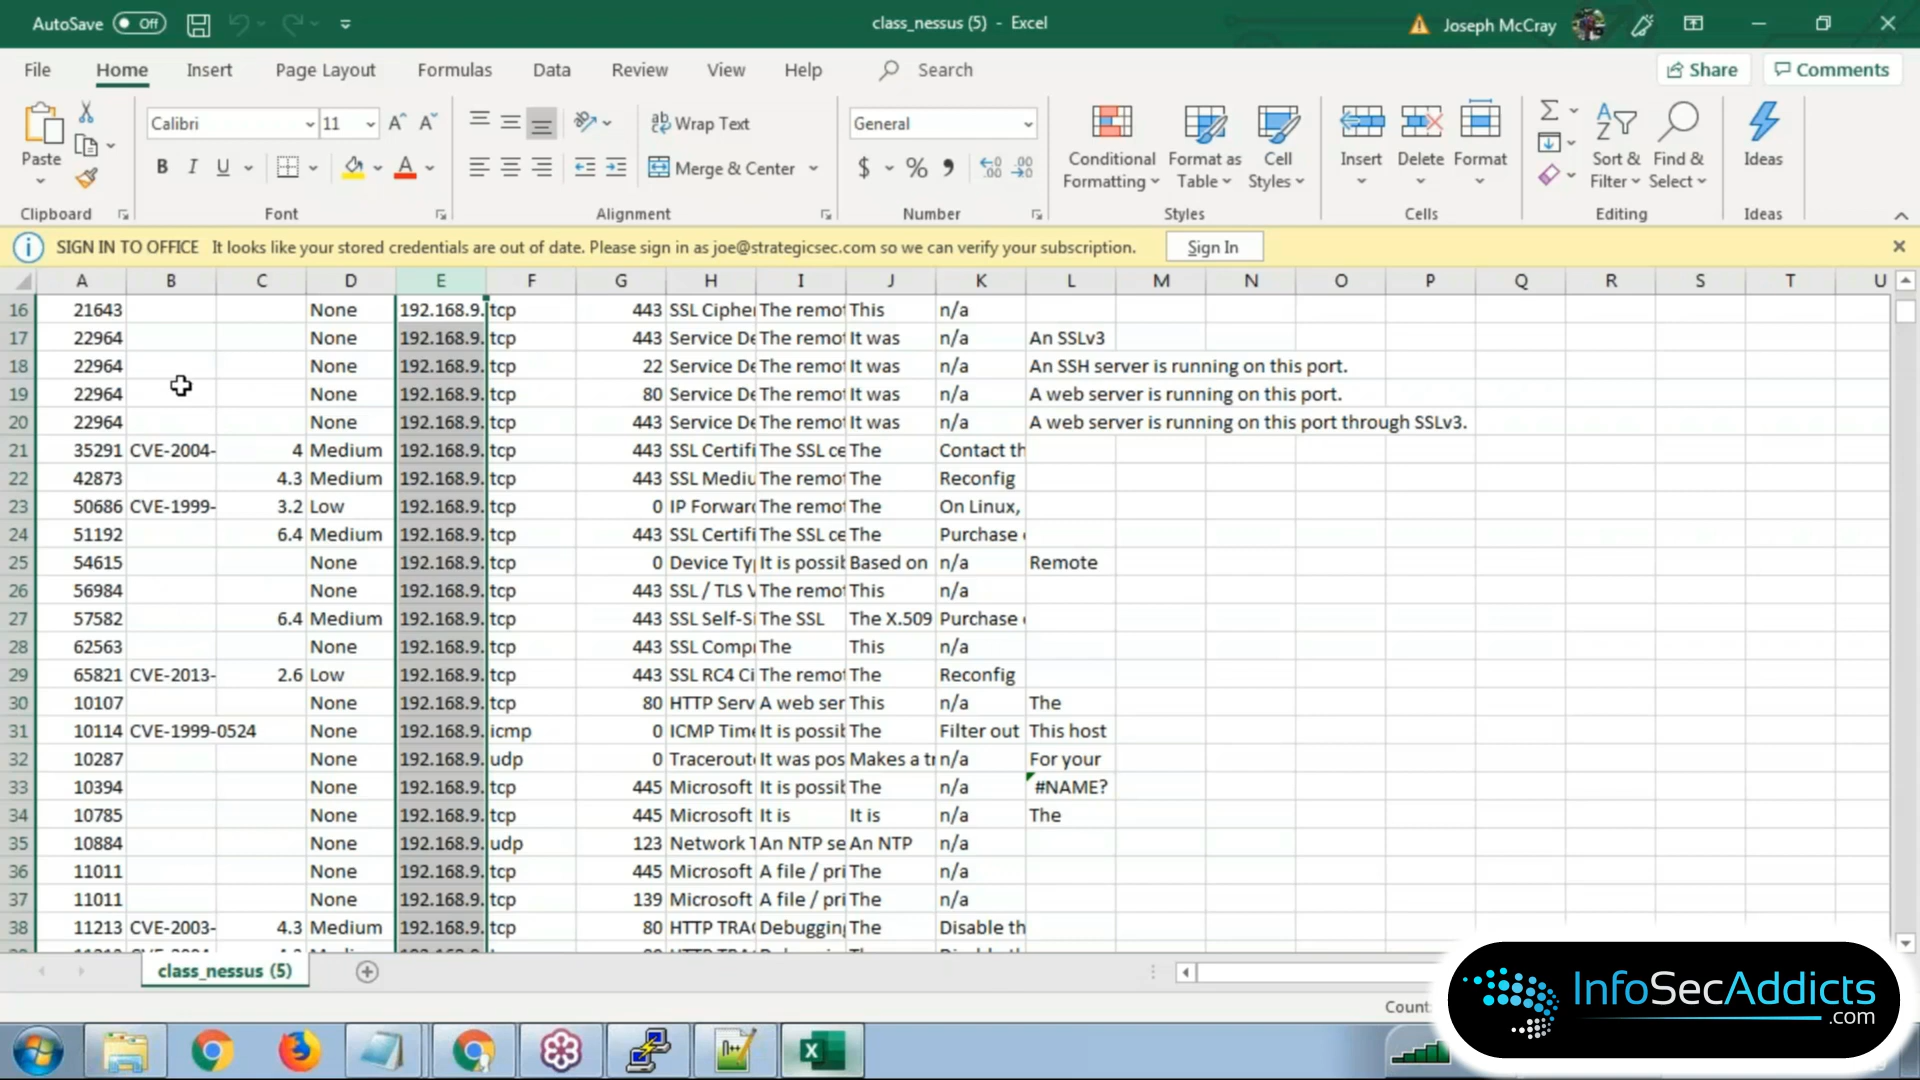 AutoSave Off
class_nessus (5) - Excel
Joseph McCray
File Home Insert Page Layout Formulas Data Review View Help Search Share Comments
Paste
Calibri 11
B I U
Wrap Text
Merge & Center
General
$ %
Conditional Formatting
Format as Table
Cell Styles
Insert Delete Format
Sort & Filter
Find & Select
Ideas
Clipboard Font Alignment Number Styles Cells Editing Ideas
SIGN IN TO OFFICE It looks like your stored credentials are out of date. Please sign in as joe@strategicsec.com so we can verify your subscription. Sign In
A B C D E F G H I J K L M N O P Q R S T U
16 21643 None 192.168.9. tcp 443 SSL Cipher The remot This n/a
17 22964 None 192.168.9. tcp 443 Service De The remot It was n/a An SSLv3
18 22964 None 192.168.9. tcp 22 Service De The remot It was n/a An SSH server is running on this port.
19 22964 None 192.168.9. tcp 80 Service De The remot It was n/a A web server is running on this port.
20 22964 None 192.168.9. tcp 443 Service De The remot It was n/a A web server is running on this port through SSLv3.
21 35291 CVE-2004- 4 Medium 192.168.9. tcp 443 SSL Certifi The SSL ce The Contact th
22 42873 4.3 Medium 192.168.9. tcp 443 SSL Mediu The remot The Reconfig
23 50686 CVE-1999- 3.2 Low 192.168.9. tcp 0 IP Forward The remot The On Linux,
24 51192 6.4 Medium 192.168.9. tcp 443 SSL Certifi The SSL ce The Purchase
25 54615 None 192.168.9. tcp 0 Device Ty It is possib Based on n/a Remote
26 56984 None 192.168.9. tcp 443 SSL / TLS V The remot This n/a
27 57582 6.4 Medium 192.168.9. tcp 443 SSL Self-Si The SSL The X.509 Purchase
28 62563 None 192.168.9. tcp 443 SSL Compr The This n/a
29 65821 CVE-2013- 2.6 Low 192.168.9. tcp 443 SSL RC4 Ci The remot The Reconfig
30 10107 None 192.168.9. tcp 80 HTTP Serv A web ser This n/a The
31 10114 CVE-1999-0524 None 192.168.9. icmp 0 ICMP Time It is possib The Filter out This host
32 10287 None 192.168.9. udp 0 Traceroute It was pos Makes a tr n/a For your
33 10394 None 192.168.9. tcp 445 Microsoft It is possib The n/a #NAME?
34 10785 None 192.168.9. tcp 445 Microsoft It is It is n/a The
35 10884 None 192.168.9. udp 123 Network T An NTP se An NTP n/a
36 11011 None 192.168.9. tcp 445 Microsoft A file / pri The n/a
37 11011 None 192.168.9. tcp 139 Microsoft A file / pri The n/a
38 11213 CVE-2003- 4.3 Medium 192.168.9. tcp 80 HTTP TRAC Debugging The Disable th
class_nessus (5)
Count
InfoSecAddicts
.com